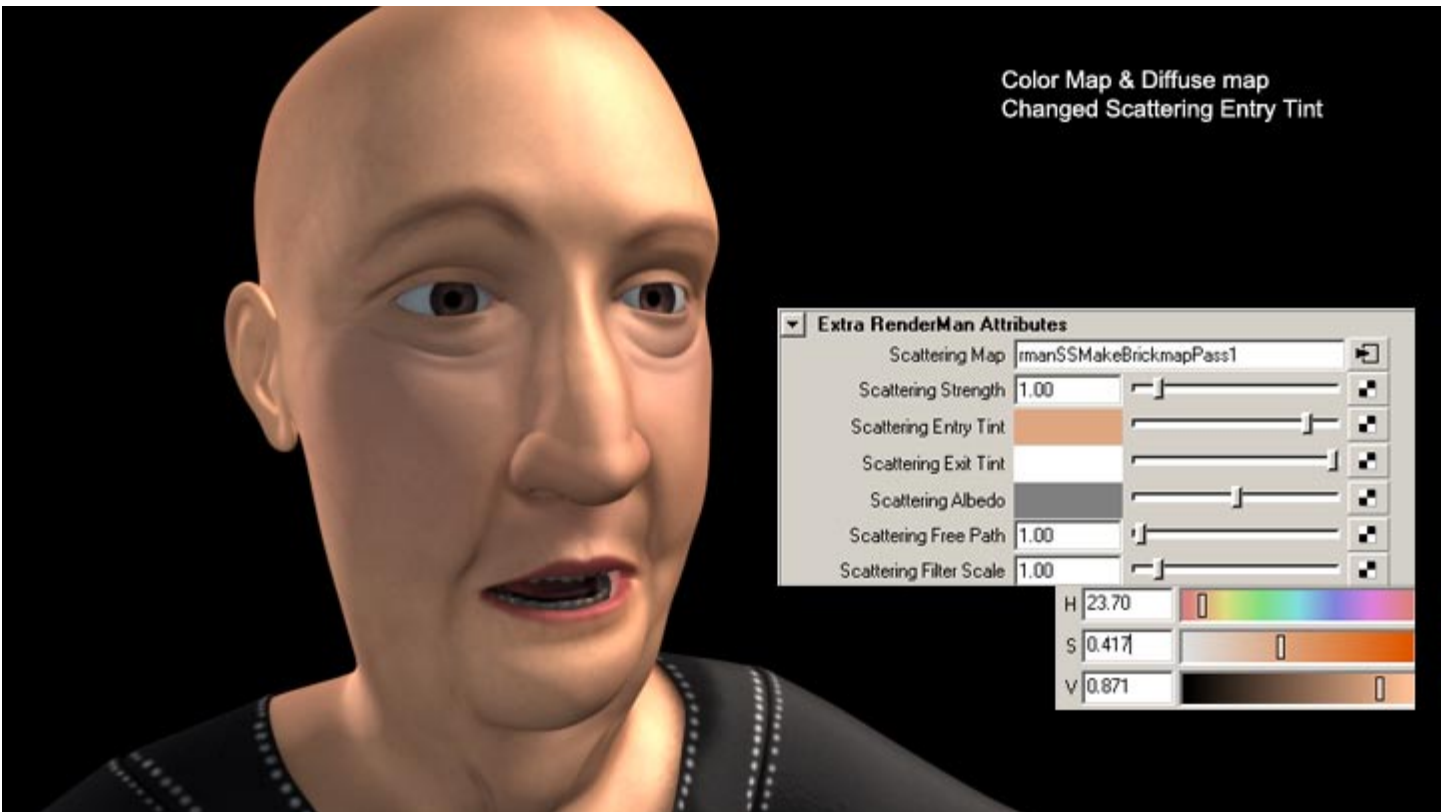 Color Map & Diffuse map
Changed Scattering Entry Tint
Extra RenderMan Attributes
Scattering Map rmanSSMakeBrickmapPass1
Scattering Strength 1.00
Scattering Entry Tint
Scattering Exit Tint
Scattering Albedo
Scattering Free Path 1.00
Scattering Filter Scale 1.00
H 23.70
S 0.417
V 0.871